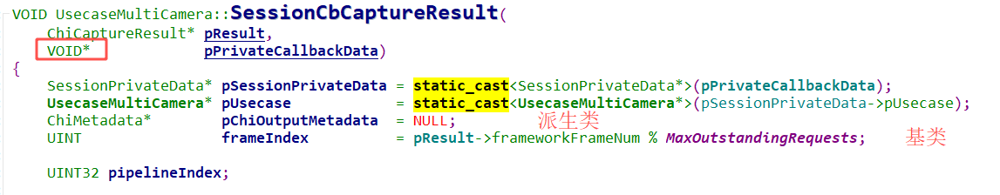 VOID UsecaseMultiCamera::SessionCbCaptureResult(
    ChiCaptureResult* pResult,
    VOID*             pPrivateCallbackData)
{
    SessionPrivateData* pSessionPrivateData = static_cast<SessionPrivateData*>(pPrivateCallbackData);
    UsecaseMultiCamera* pUsecase            = static_cast<UsecaseMultiCamera*>(pSessionPrivateData->pUsecase);
    ChiMetadata*        pChiOutputMetadata  = NULL; 派生类
    UINT                frameIndex          = pResult->frameworkFrameNum % MaxOutstandingRequests; 基类
    UINT32 pipelineIndex;